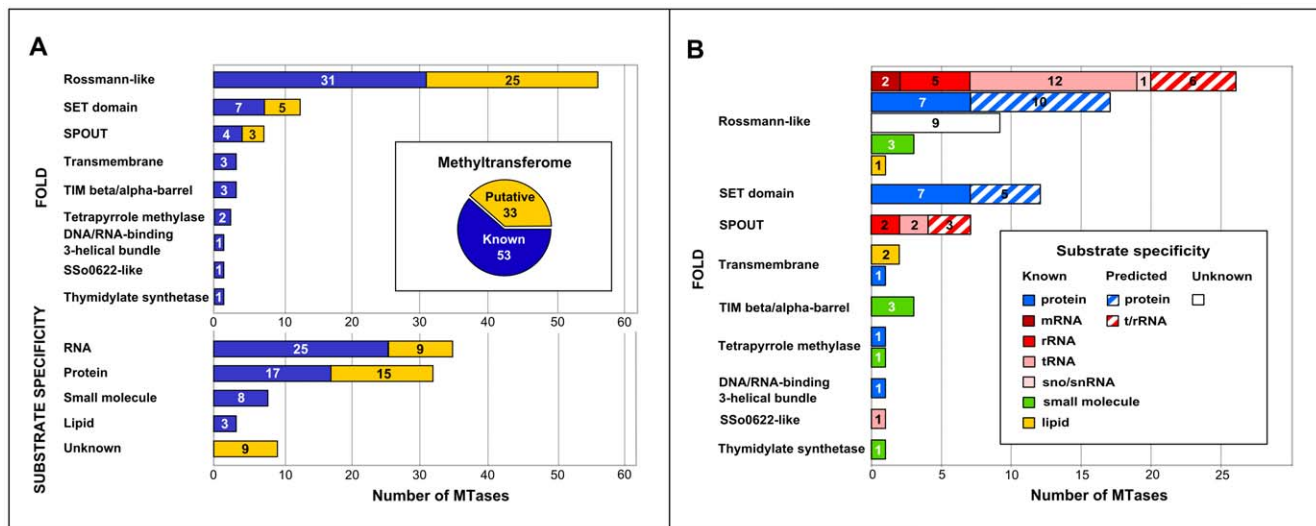 A
FOLD
Rossmann-like
31 25
SET domain
7 5
SPOUT
4 3
Transmembrane
3
TIM beta/alpha-barrel
3
Tetrapyrrole methylase
2
DNA/RNA-binding
3-helical bundle
1
SSo0622-like
1
Thymidylate synthetase
1
0 10 20 30 40 50 60
Methyltransferome
Putative
33
Known
53
SUBSTRATE SPECIFICITY
RNA
25 9
Protein
17 15
Small molecule
8
Lipid
3
Unknown
9
0 10 20 30 40 50 60
Number of MTases
B
FOLD
Rossmann-like
2 5 12 1 6
7 10
9
3
1
SET domain
7 5
SPOUT
2 2 3
Transmembrane
2
1
TIM beta/alpha-barrel
3
Tetrapyrrole methylase
1
1
DNA/RNA-binding
3-helical bundle
1
SSo0622-like
1
Thymidylate synthetase
1
0 5 10 15 20 25
Number of MTases
Substrate specificity
Known Predicted Unknown
protein protein
mRNA t/rRNA
rRNA
tRNA
sno/snRNA
small molecule
lipid